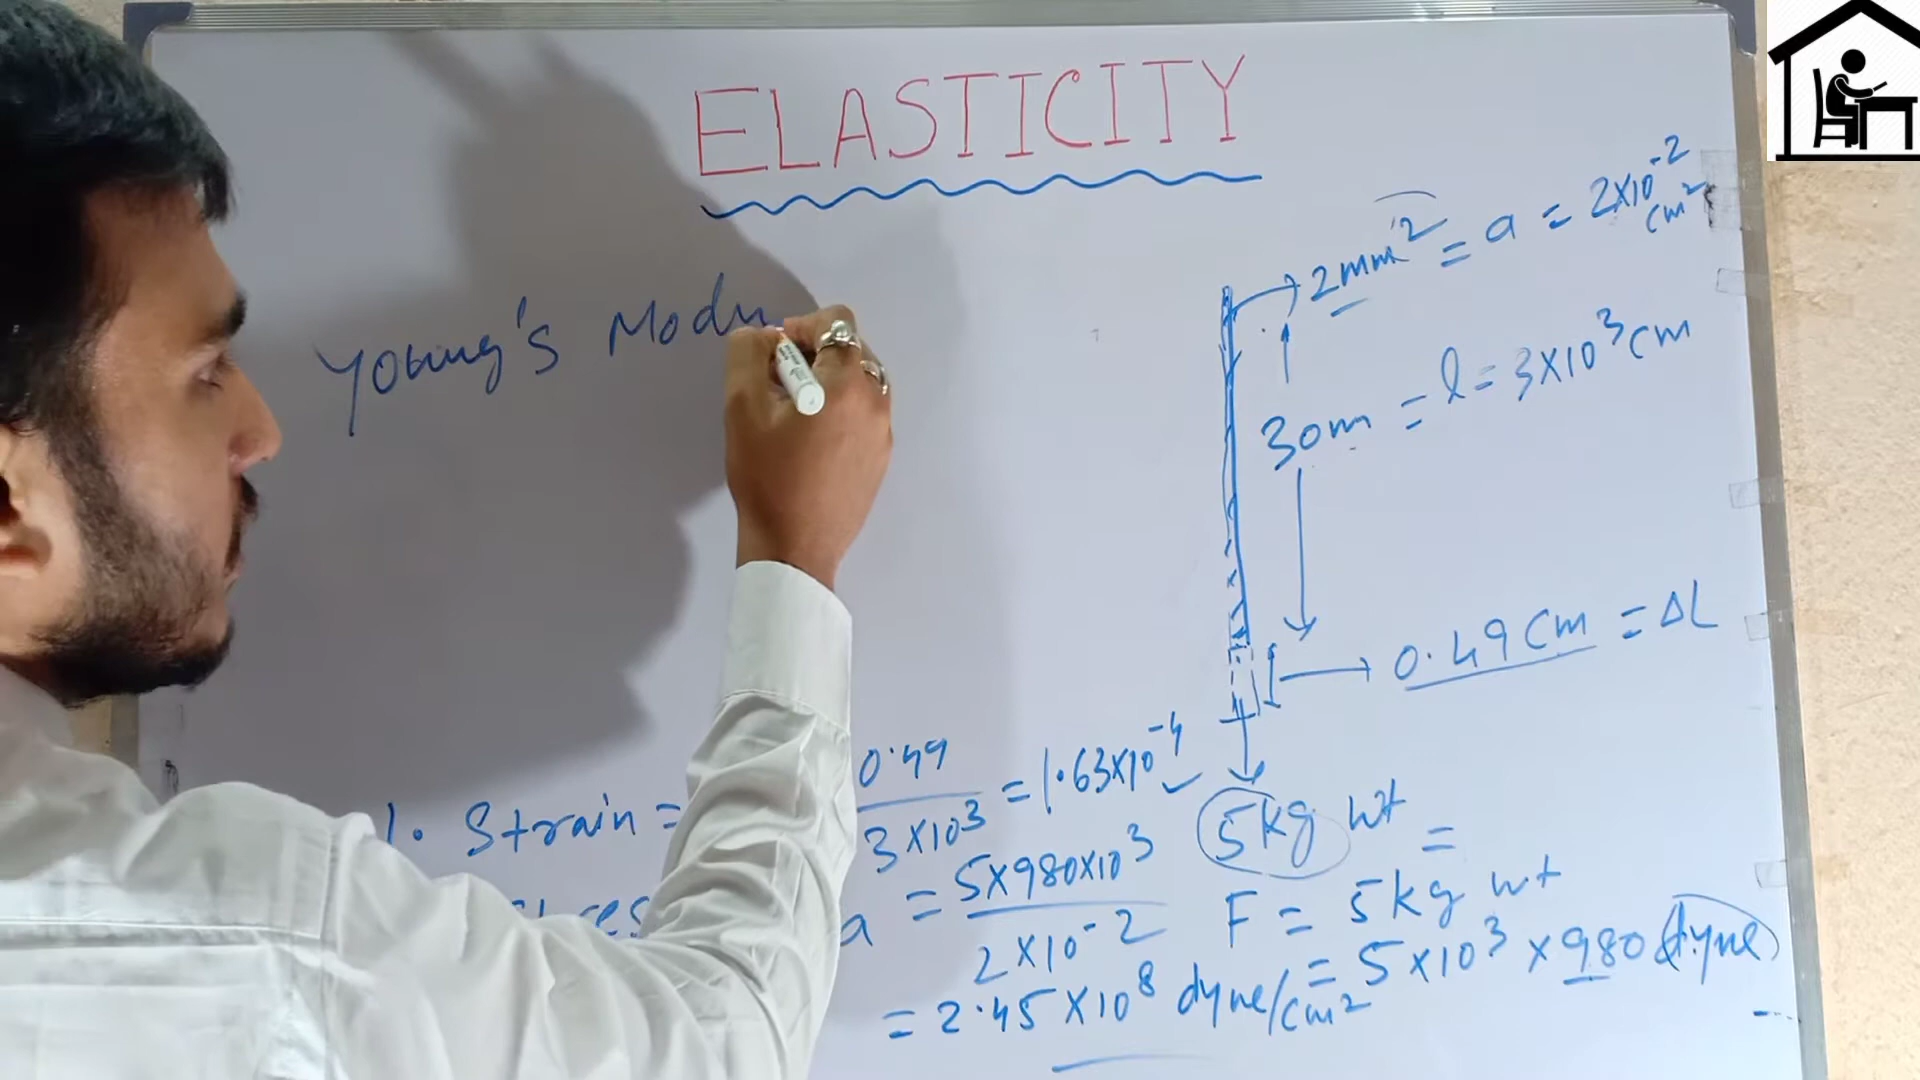 ELASTICITY
Young's Modu
2mm² = a = 2×10⁻² cm²
30m = l = 3×10³cm
0.49 cm = ΔL
1. Strain = 0.49 / 3×10³ = 1.63×10⁻⁴
a = 5×980×10³ / 2×10⁻²
= 2.45×10⁸ dyne/cm²
5kg wt =
F = 5kg wt
= 5×10³ × 980 dyne